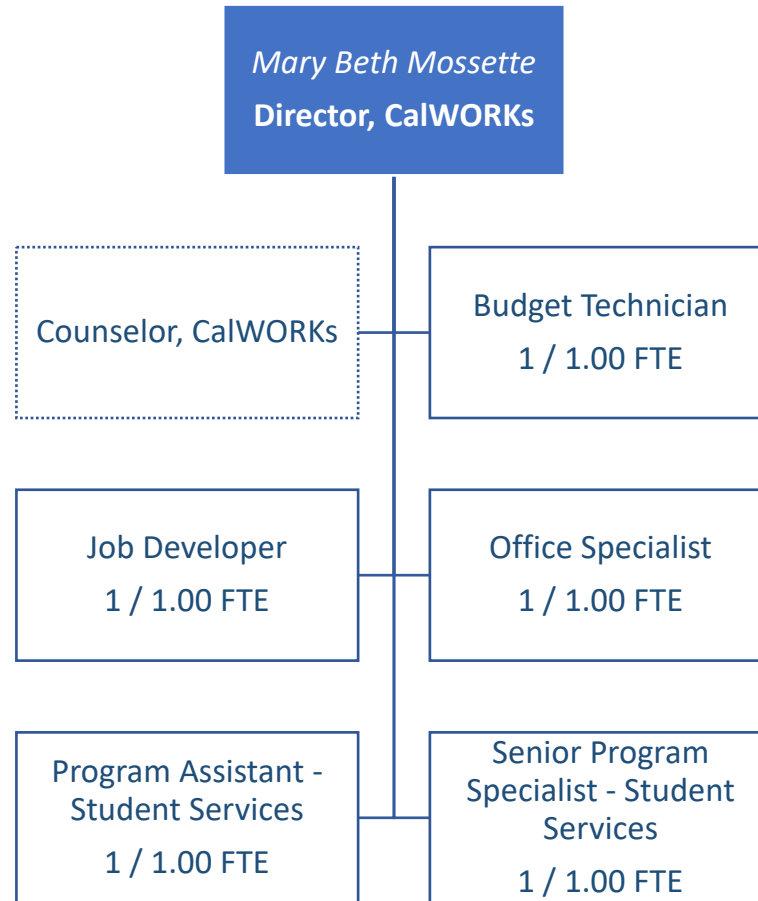 Mary Beth Mossette
Director, CalWORKs
Counselor, CalWORKs
Budget Technician
1 / 1.00 FTE
Job Developer
1 / 1.00 FTE
Office Specialist
1 / 1.00 FTE
Program Assistant -
Student Services
1 / 1.00 FTE
Senior Program
Specialist - Student
Services
1 / 1.00 FTE